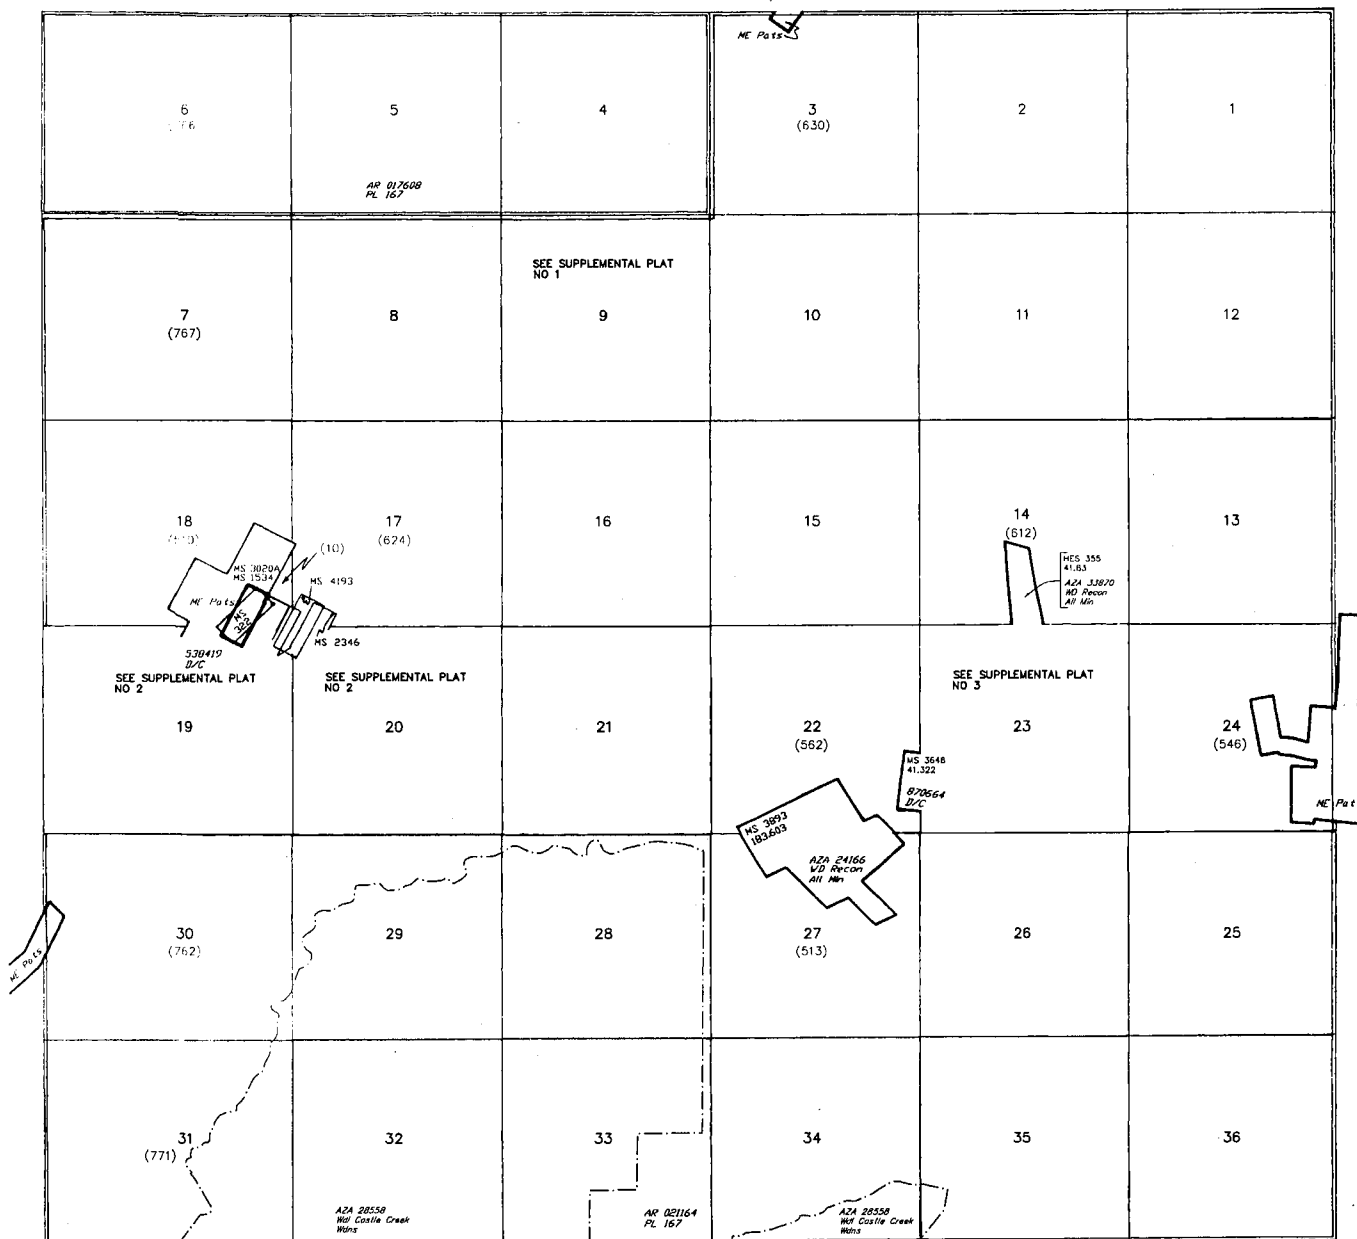 ME Pats
6
5
4
3
(630)
2
1
AR 017608
PL 167
SEE SUPPLEMENTAL PLAT
NO 1
7
(767)
8
9
10
11
12
18
17
(624)
16
15
14
(612)
13
(10)
MS 3020A
MS 1534
MS 4193
ME Pats
MS 2346
HES 355
41.63
AZA 33870
WD Recon
All Min
538419
D/C
SEE SUPPLEMENTAL PLAT
NO 2
SEE SUPPLEMENTAL PLAT
NO 2
SEE SUPPLEMENTAL PLAT
NO 3
19
20
21
22
(562)
23
24
(546)
MS 3648
41.322
870664
D/C
ME Pat
MS 3893
183.603
AZA 24166
WD Recon
All Min
30
(762)
29
28
27
(513)
26
25
ME Pats
31
(771)
32
33
34
35
36
AZA 28558
Wdl Castle Creek
Wdns
AR 021164
PL 167
AZA 28558
Wdl Castle Creek
Wdns